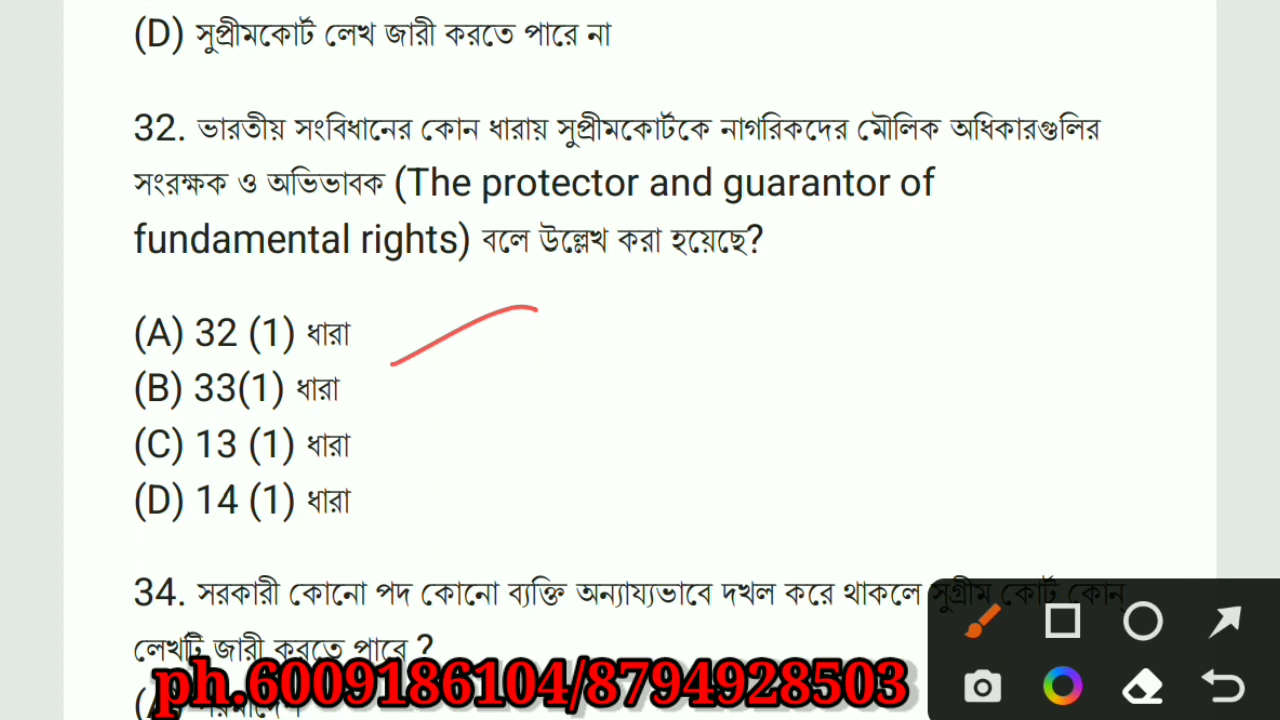 (D) সুপ্রীমকোর্ট লেখ জারী করতে পারে না
32. ভারতীয় সংবিধানের কোন ধারায় সুপ্রীমকোর্টকে নাগরিকদের মৌলিক অধিকারগুলির
সংরক্ষক ও অভিভাবক (The protector and guarantor of
fundamental rights) বলে উল্লেখ করা হয়েছে?
(A) 32 (1) ধারা
(B) 33(1) ধারা
(C) 13 (1) ধারা
(D) 14 (1) ধারা
34. সরকারী কোনো পদ কোনো ব্যক্তি অন্যায্যভাবে দখল করে থাকলে সুপ্রীম কোর্ট কোন্
লেখটি জারী করতে পারে ?
ph.6009186104/8794928503